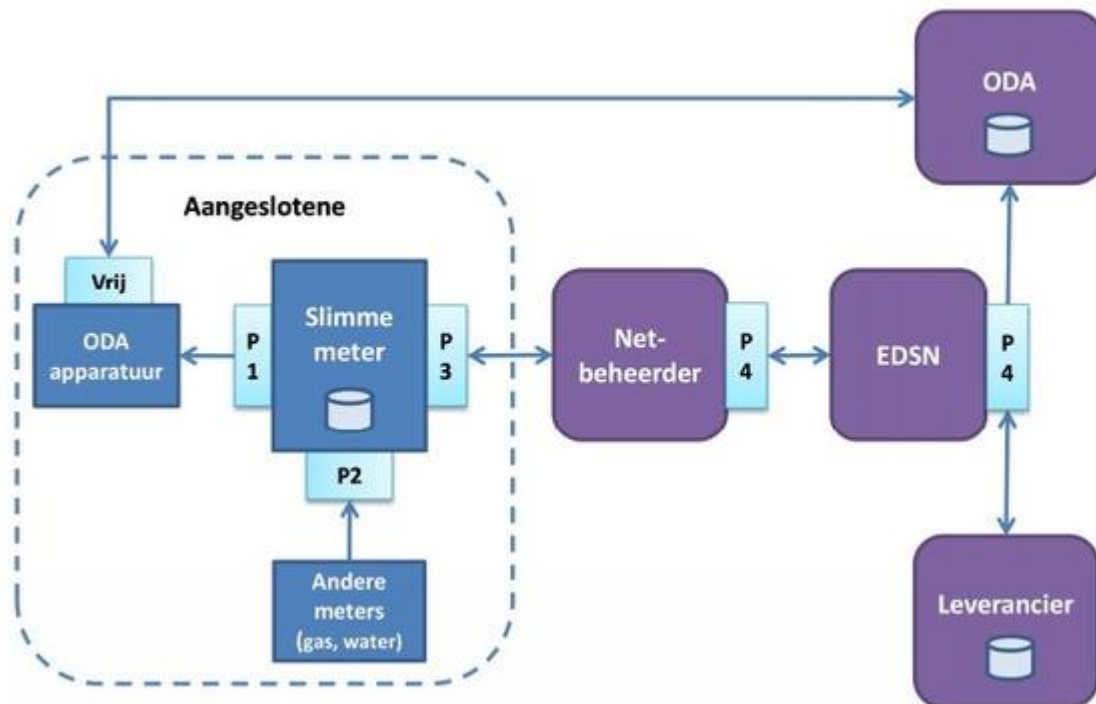 ODA
Aangeslotene
Vrij
ODA
apparatuur
P
1
Slimme
meter
P
3
P2
Andere
meters
(gas, water)
Net-
beheerder
P
4
EDSN
P
4
Leverancier